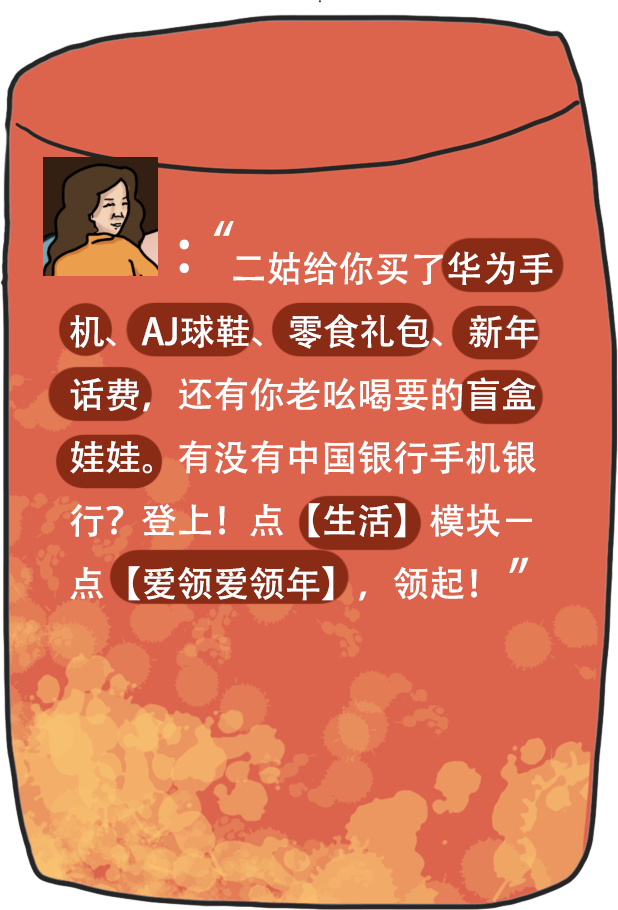 ：“二姑给你买了华为手
机、AJ球鞋、零食礼包、新年
话费，还有你老吆喝要的盲盒
娃娃。有没有中国银行手机银
行？登上！点【生活】模块－
点【爱领爱领年】，领起！”